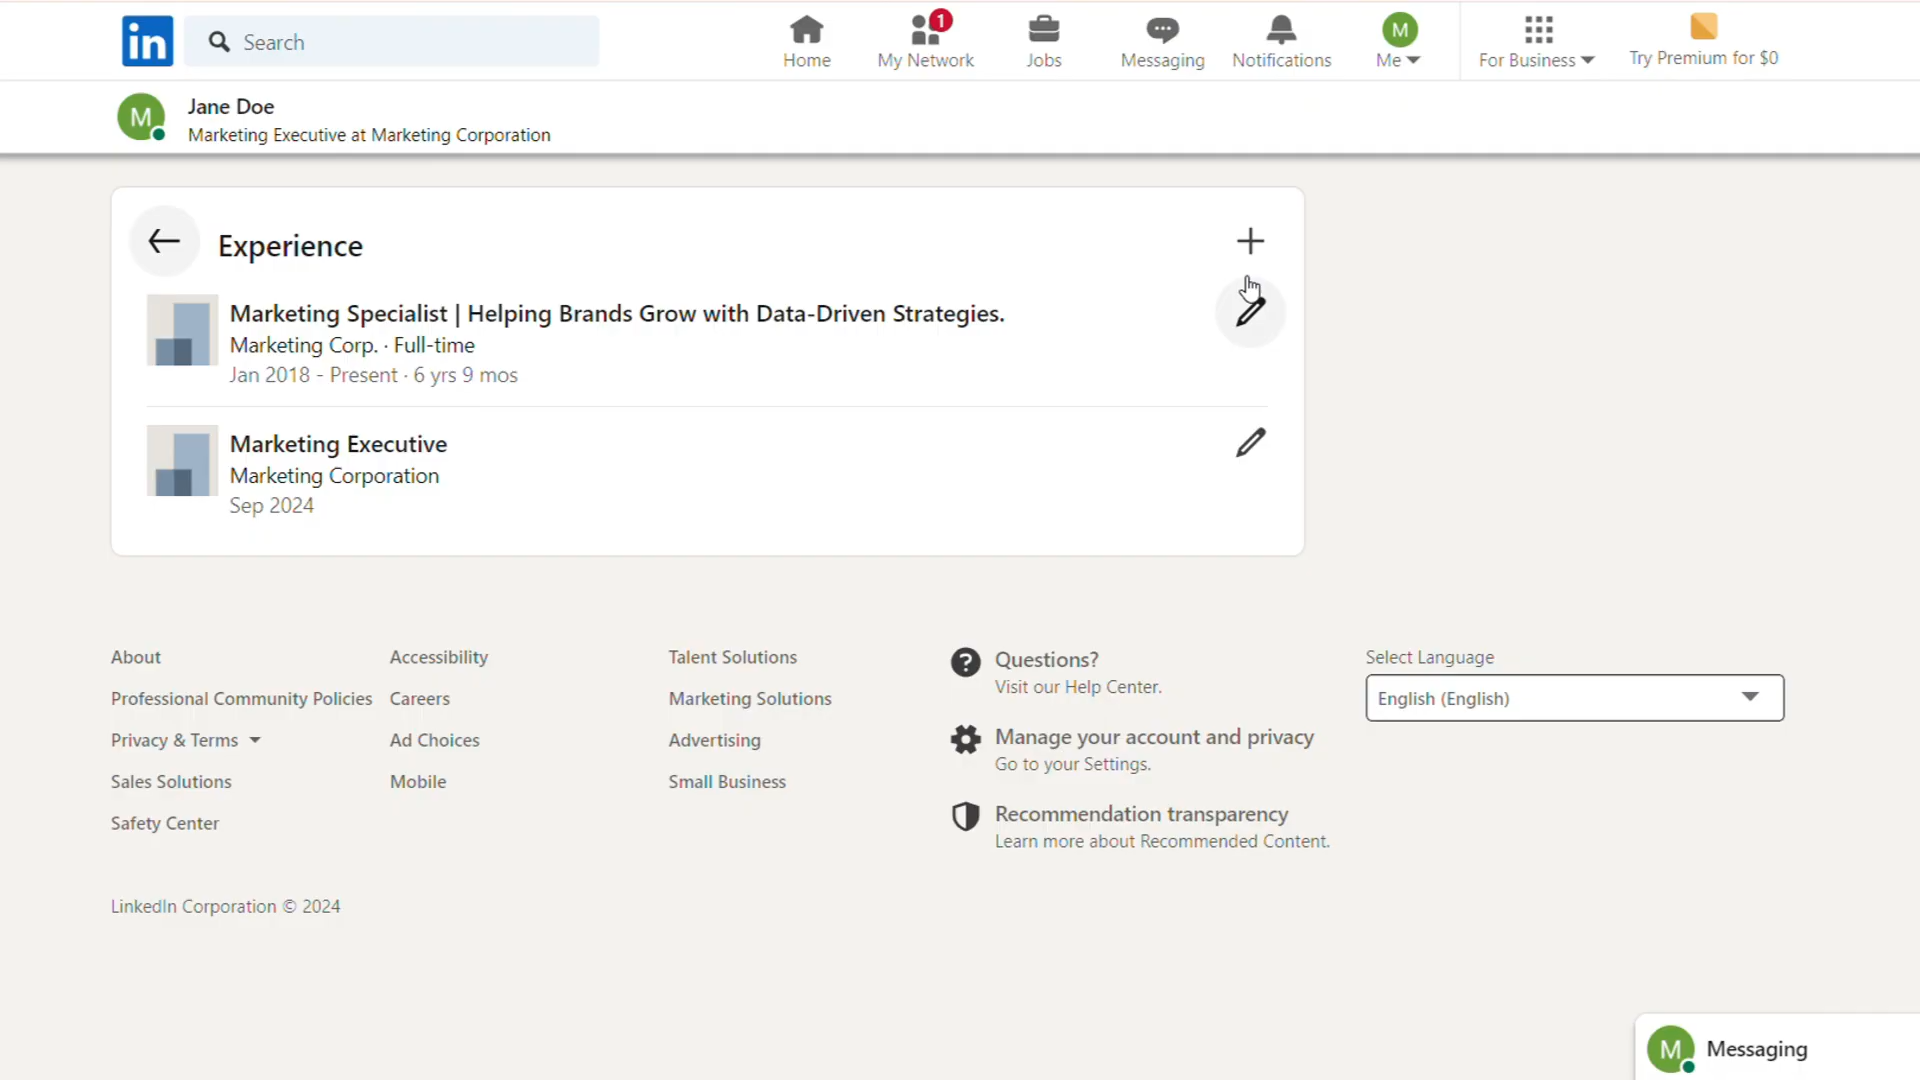 in
Search
1
Home
My Network
Jobs
Messaging
Notifications
M
Me
For Business
Try Premium for $0
M
Jane Doe
Marketing Executive at Marketing Corporation
Experience
Marketing Specialist | Helping Brands Grow with Data-Driven Strategies.
Marketing Corp. · Full-time
Jan 2018 - Present · 6 yrs 9 mos
Marketing Executive
Marketing Corporation
Sep 2024
About
Professional Community Policies
Privacy & Terms
Sales Solutions
Safety Center
Accessibility
Careers
Ad Choices
Mobile
Talent Solutions
Marketing Solutions
Advertising
Small Business
Questions?
Visit our Help Center.
Manage your account and privacy
Go to your Settings.
Recommendation transparency
Learn more about Recommended Content.
Select Language
English (English)
LinkedIn Corporation © 2024
M
Messaging